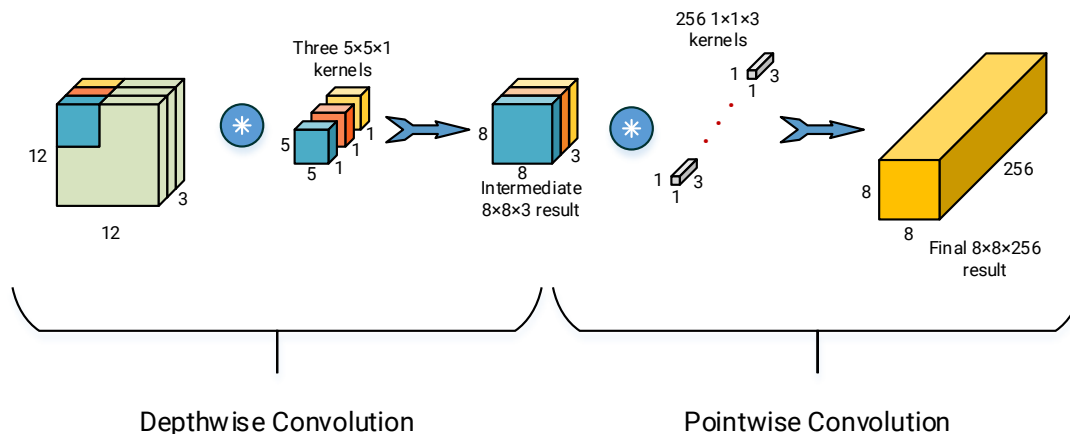 Three 5×5×1
kernels
256 1×1×3
kernels
12
12
3
5
5
1
1
1
8
8
3
Intermediate
8×8×3 result
1
1
3
1
1
3
8
8
256
Final 8×8×256
result
Depthwise Convolution
Pointwise Convolution